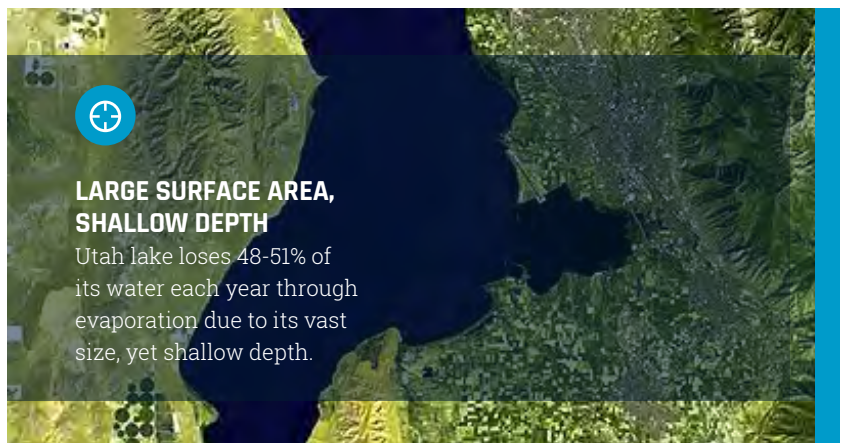 LARGE SURFACE AREA,
SHALLOW DEPTH
Utah lake loses 48-51% of
its water each year through
evaporation due to its vast
size, yet shallow depth.